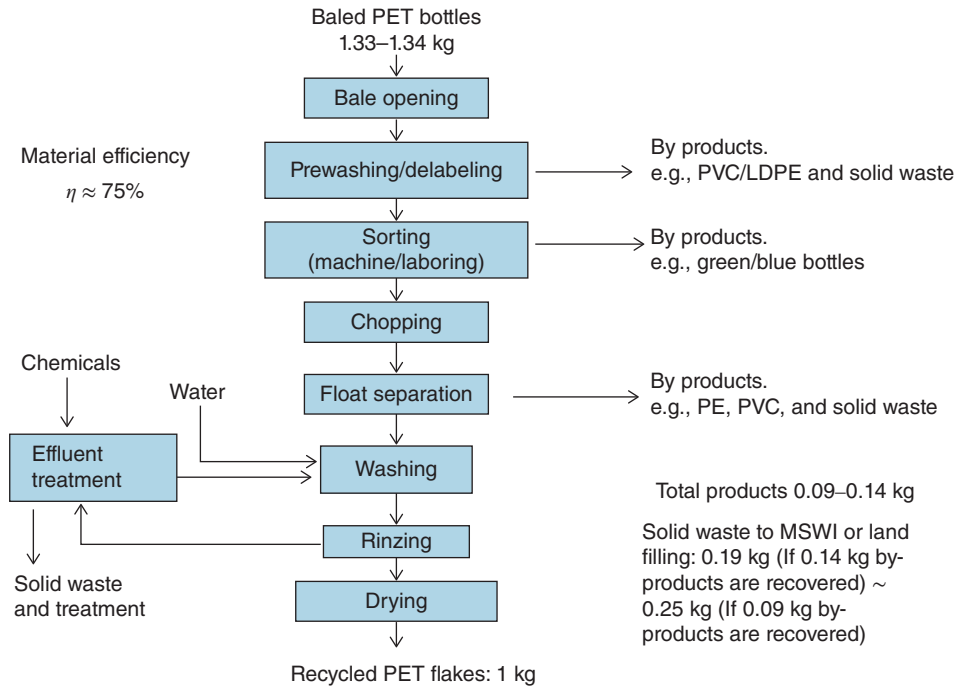 Baled PET bottles
1.33–1.34 kg
Bale opening
Material efficiency
η ≈ 75%
Prewashing/delabeling
By products.
e.g., PVC/LDPE and solid waste
Sorting
(machine/laboring)
By products.
e.g., green/blue bottles
Chopping
Chemicals
Water
Float separation
By products.
e.g., PE, PVC, and solid waste
Effluent
treatment
Washing
Total products 0.09–0.14 kg
Rinzing
Solid waste to MSWI or land
filling: 0.19 kg (If 0.14 kg by-
products are recovered) ~
0.25 kg (If 0.09 kg by-
products are recovered)
Solid waste
and treatment
Drying
Recycled PET flakes: 1 kg